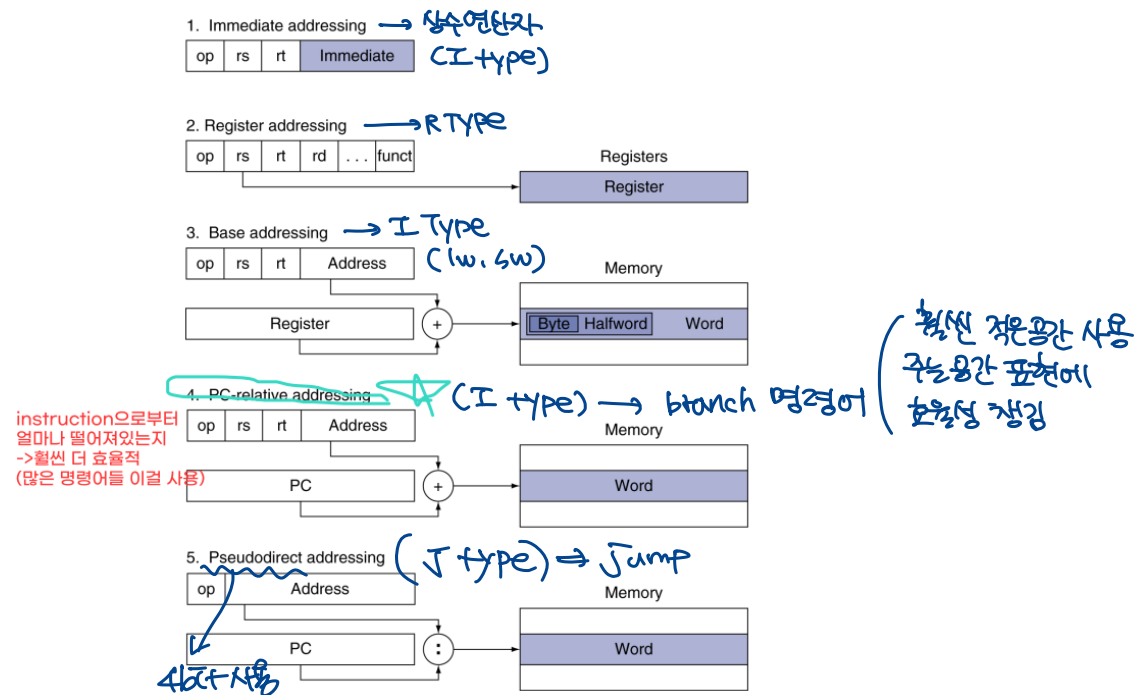 1. Immediate addressing → 상수연산자
op rs rt Immediate (I type)
2. Register addressing → R Type
op rs rt rd ... funct
Registers
Register
3. Base addressing → I Type
(lw, sw)
op rs rt Address
Memory
Register
+
Byte Halfword Word
4. PC-relative addressing ☆ (I type) → branch 명령어
훨씬 적은공간 사용
주늘공간 표현에
효율성 챙김
instruction으로부터
얼마나 떨어져있는지
->훨씬 더 효율적
(많은 명령어들 이걸 사용)
op rs rt Address
Memory
PC
+
Word
5. Pseudodirect addressing (J type) ⇒ Jump
op Address
Memory
PC
:
Word
사용